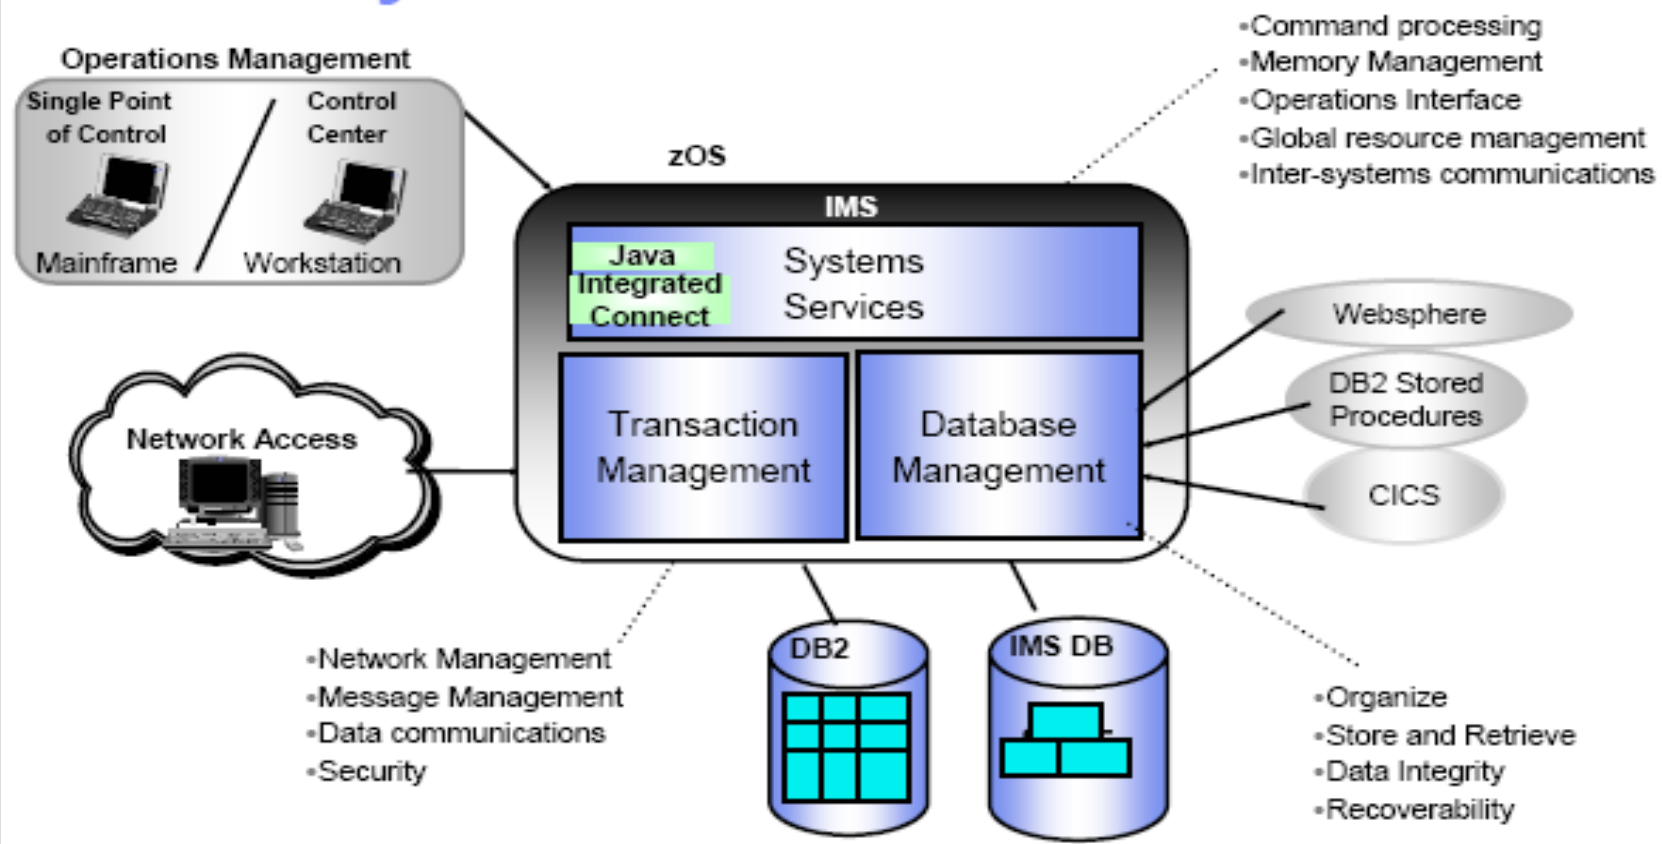 Operations Management
Single Point
of Control
Control
Center
Mainframe
Workstation
•Command processing
•Memory Management
•Operations Interface
•Global resource management
•Inter-systems communications
zOS
IMS
Java
Integrated
Connect
Systems
Services
Transaction
Management
Database
Management
Network Access
Websphere
DB2 Stored
Procedures
CICS
•Network Management
•Message Management
•Data communications
•Security
DB2
IMS DB
•Organize
•Store and Retrieve
•Data Integrity
•Recoverability